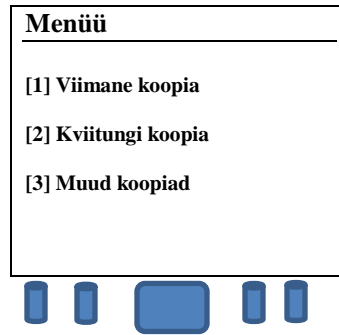 Menüü
[1] Viimane koopia
[2] Kviitungi koopia
[3] Muud koopiad